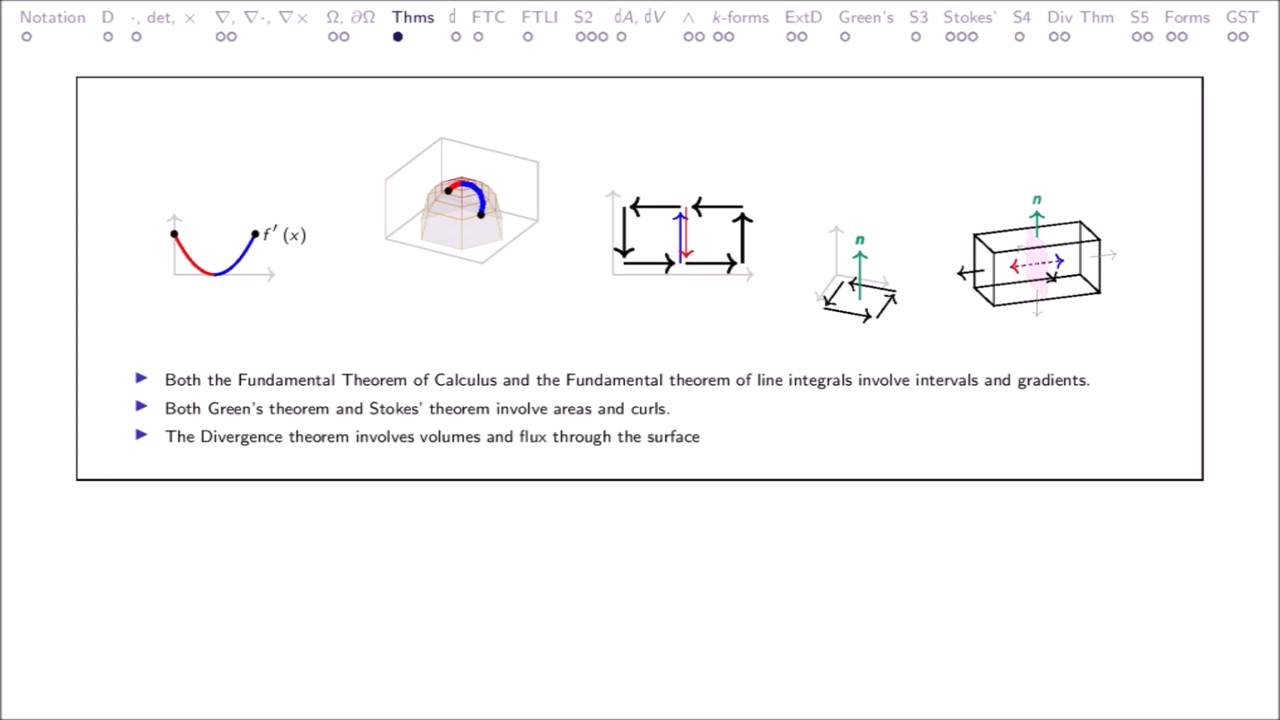 Notation D ·, det, × ∇, ∇·, ∇× Ω, ∂Ω Thms đ FTC FTLI S2 đA, đV ∧ k-forms ExtD Green's S3 Stokes' S4 Div Thm S5 Forms GST
f′(x)
n
n
Both the Fundamental Theorem of Calculus and the Fundamental theorem of line integrals involve intervals and gradients.
Both Green's theorem and Stokes' theorem involve areas and curls.
The Divergence theorem involves volumes and flux through the surface